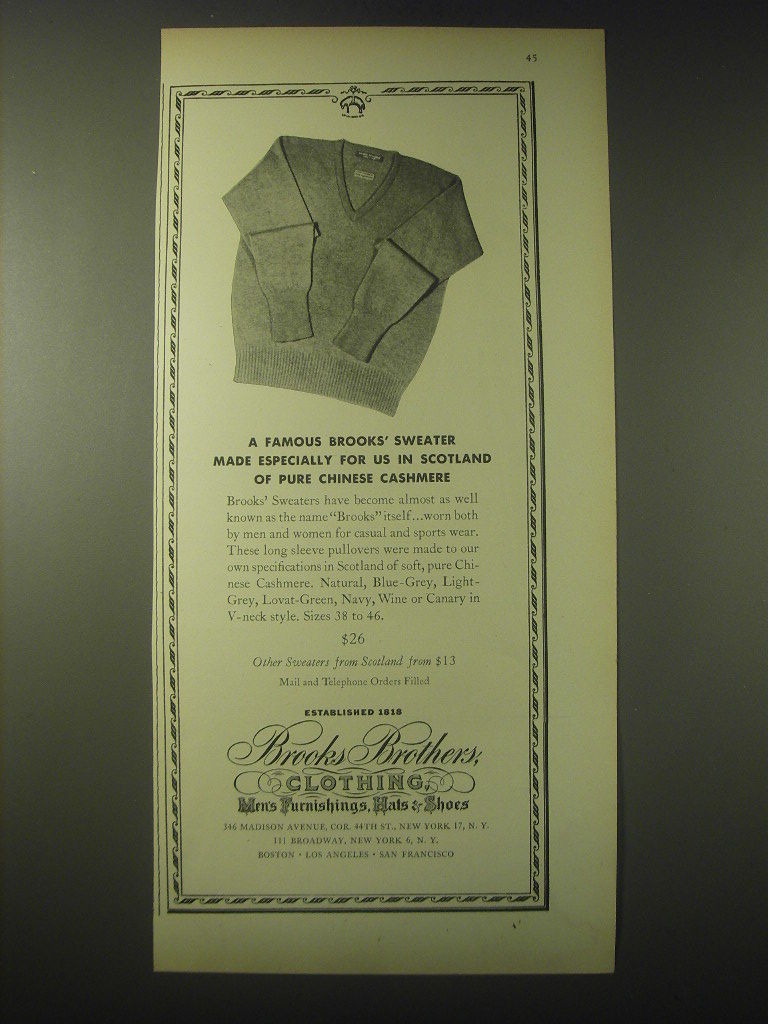 45
A FAMOUS BROOKS' SWEATER
MADE ESPECIALLY FOR US IN SCOTLAND
OF PURE CHINESE CASHMERE
Brooks' Sweaters have become almost as well
known as the name “Brooks” itself...worn both
by men and women for casual and sports wear.
These long sleeve pullovers were made to our
own specifications in Scotland of soft, pure Chi-
nese Cashmere. Natural, Blue-Grey, Light-
Grey, Lovat-Green, Navy, Wine or Canary in
V-neck style. Sizes 38 to 46.
$26
Other Sweaters from Scotland from $13
Mail and Telephone Orders Filled
ESTABLISHED 1818
Brooks Brothers,
CLOTHING,
Men's Furnishings, Hats & Shoes
346 MADISON AVENUE, COR. 44TH ST., NEW YORK 17, N. Y.
111 BROADWAY, NEW YORK 6, N. Y.
BOSTON • LOS ANGELES • SAN FRANCISCO